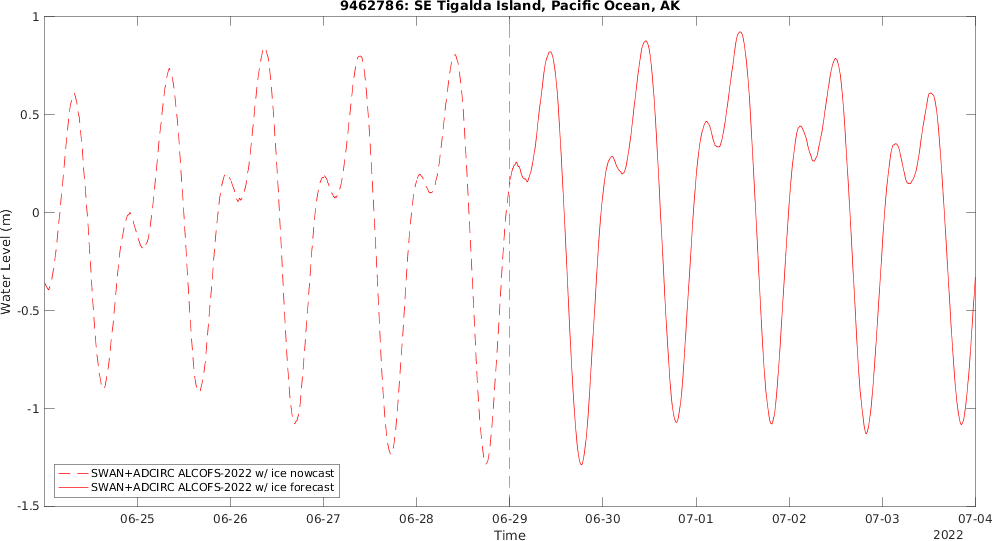 9462786: SE Tigalda Island, Pacific Ocean, AK
1
0.5
0
-0.5
-1
-1.5
Water Level (m)
SWAN+ADCIRC ALCOFS-2022 w/ ice nowcast
SWAN+ADCIRC ALCOFS-2022 w/ ice forecast
06-25 06-26 06-27 06-28 06-29 06-30 07-01 07-02 07-03 07-04
Time
2022